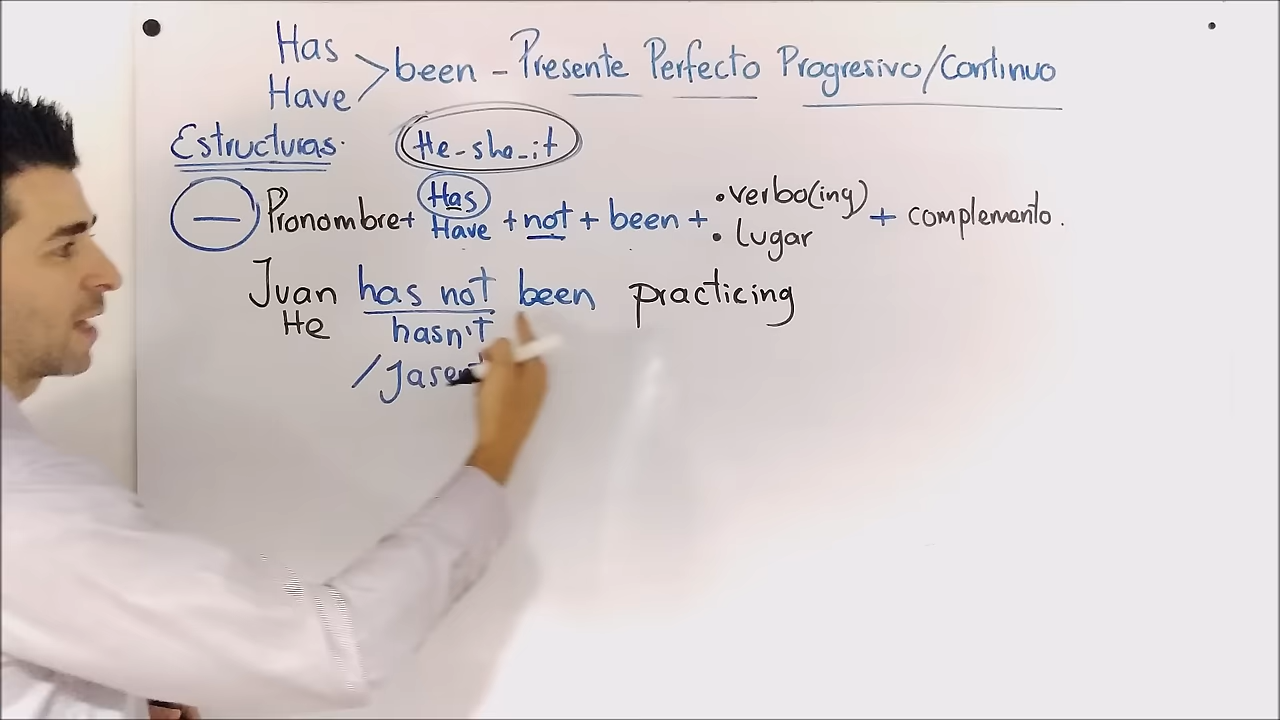 Has
Have > been - Presente Perfecto Progresivo/Continuo
Estructuras. He-she-it
- Pronombre + Has + not + been + • verbo(ing) + complemento.
Have • lugar
Juan has not been practicing
He hasn't